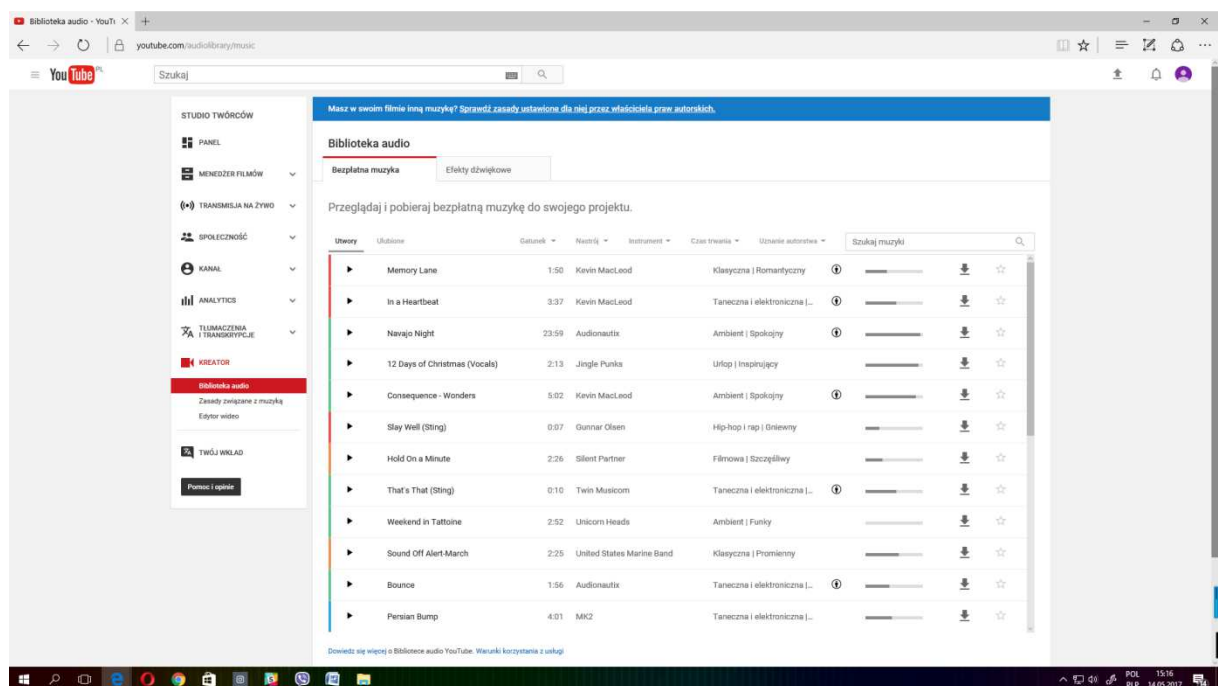 Biblioteka audio - YouTu
youtube.com/audiolibrary/music
YouTube PL
Szukaj
STUDIO TWÓRCÓW
PANEL
MENEDŻER FILMÓW
TRANSMISJA NA ŻYWO
SPOŁECZNOŚĆ
KANAŁ
ANALYTICS
TŁUMACZENIA
I TRANSKRYPCJE
KREATOR
Biblioteka audio
Zasady związane z muzyką
Edytor wideo
TWÓJ WKŁAD
Pomoc i opinie
Masz w swoim filmie inną muzykę? Sprawdź zasady ustawione dla niej przez właściciela praw autorskich.
Biblioteka audio
Bezpłatna muzyka Efekty dźwiękowe
Przeglądaj i pobieraj bezpłatną muzykę do swojego projektu.
Utwory Ulubione Gatunek Nastrój Instrument Czas trwania Uznanie autorstwa Szukaj muzyki
Memory Lane 1:50 Kevin MacLeod Klasyczna | Romantyczny
In a Heartbeat 3:37 Kevin MacLeod Taneczna i elektroniczna |...
Navajo Night 23:59 Audionautix Ambient | Spokojny
12 Days of Christmas (Vocals) 2:13 Jingle Punks Urlop | Inspirujący
Consequence - Wonders 5:02 Kevin MacLeod Ambient | Spokojny
Slay Well (Sting) 0:07 Gunnar Olsen Hip-hop i rap | Gniewny
Hold On a Minute 2:26 Silent Partner Filmowa | Szczęśliwy
That's That (Sting) 0:10 Twin Musicom Taneczna i elektroniczna |...
Weekend in Tattoine 2:52 Unicorn Heads Ambient | Funky
Sound Off Alert-March 2:25 United States Marine Band Klasyczna | Promienny
Bounce 1:56 Audionautix Taneczna i elektroniczna |...
Persian Bump 4:01 MK2 Taneczna i elektroniczna |...
Dowiedz się więcej o Bibliotece audio YouTube. Warunki korzystania z usługi
POL 15:16
PLP 14.05.2017